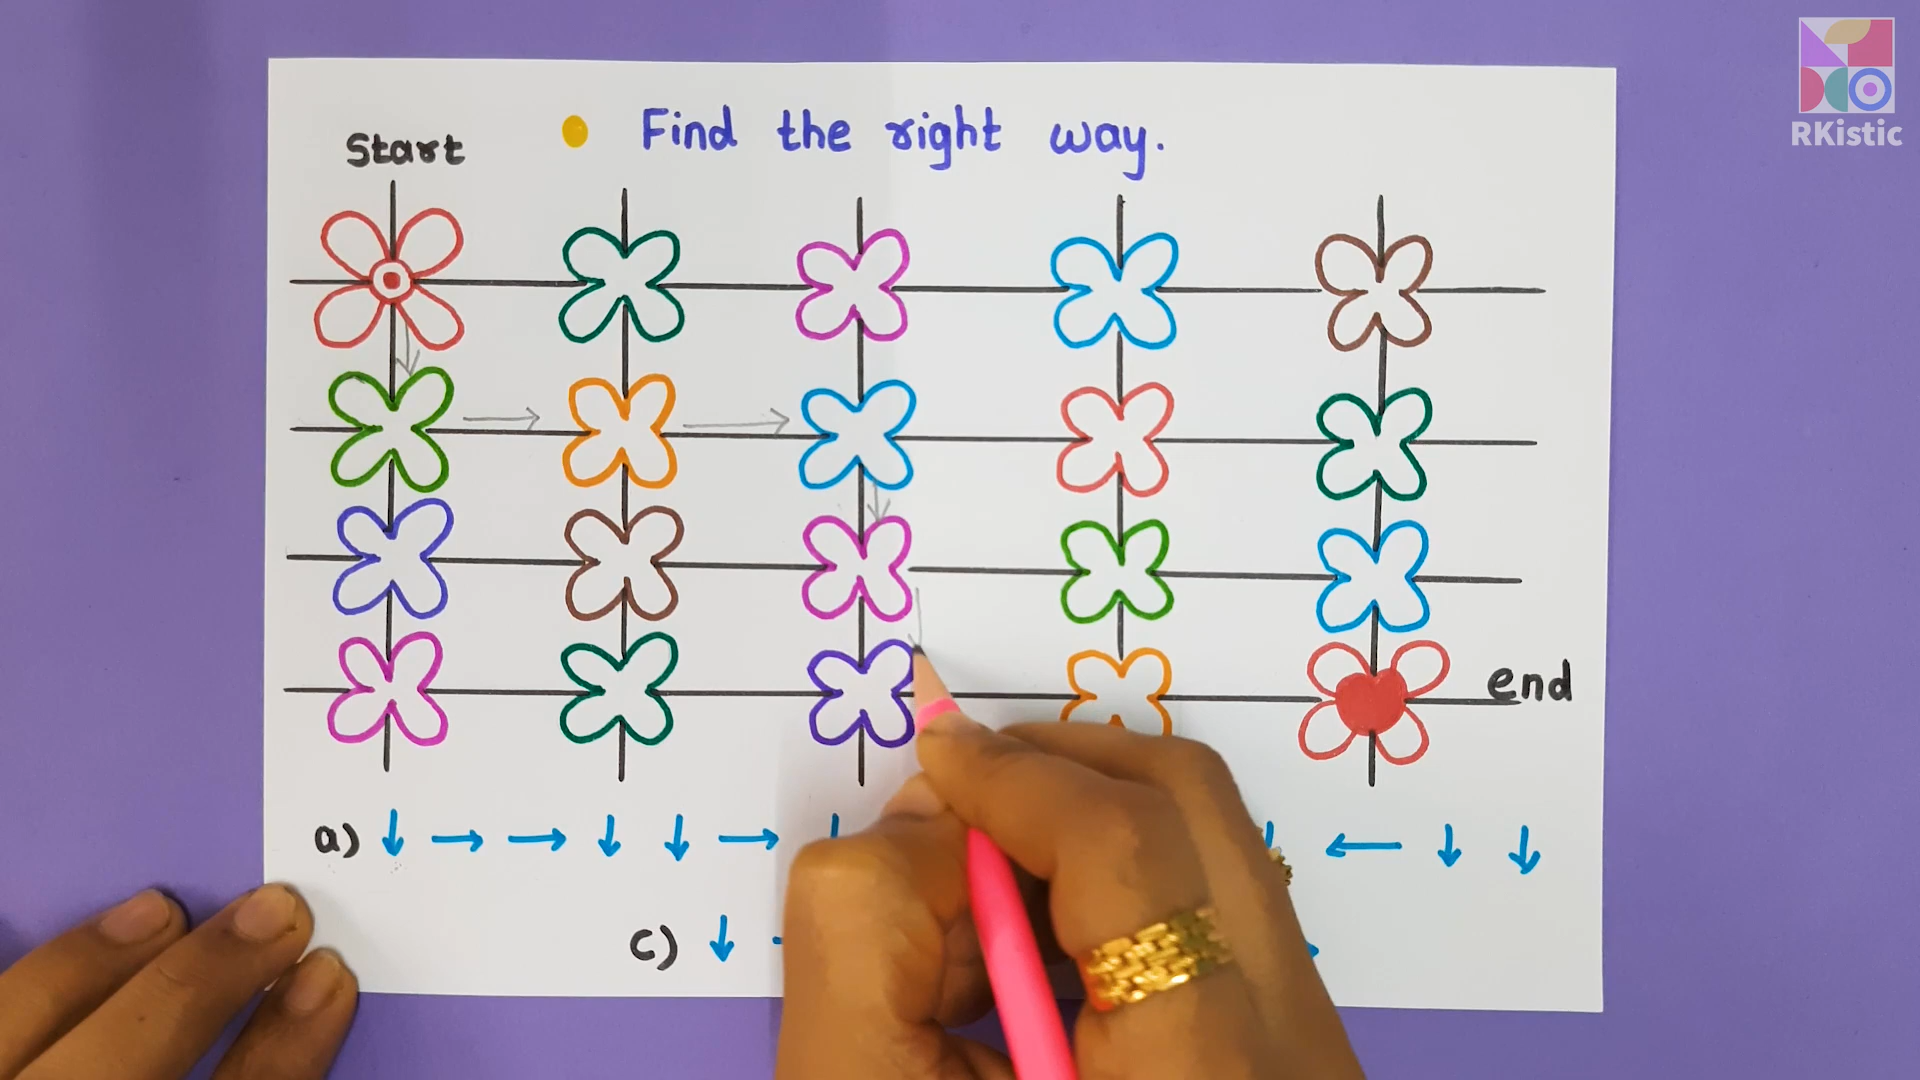 Find the right way.
Start
end
a) ↓ → → ↓ ↓ → ↓
↓ ← ↓ ↓
c) ↓
RKistic